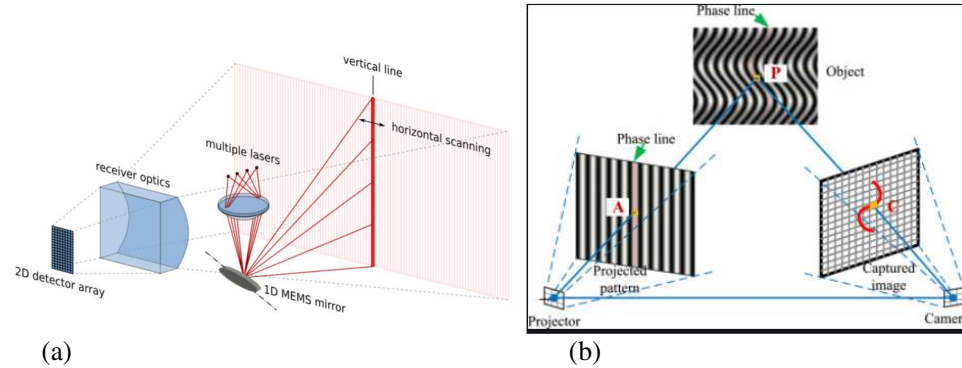 vertical line
horizontal scanning
multiple lasers
receiver optics
2D detector array
1D MEMS mirror
(a)
Phase line
P
Object
Phase line
A
C
Projected
pattern
Captured
image
Projector
Camer
(b)